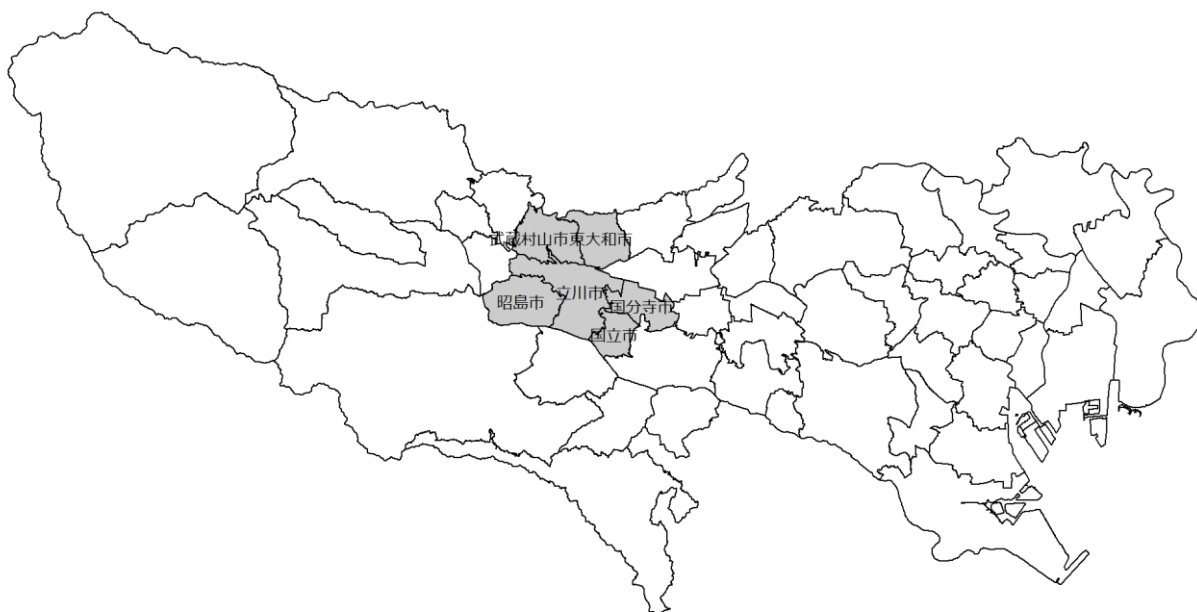 武蔵村山市
東大和市
立川市
昭島市
国分寺市
国立市